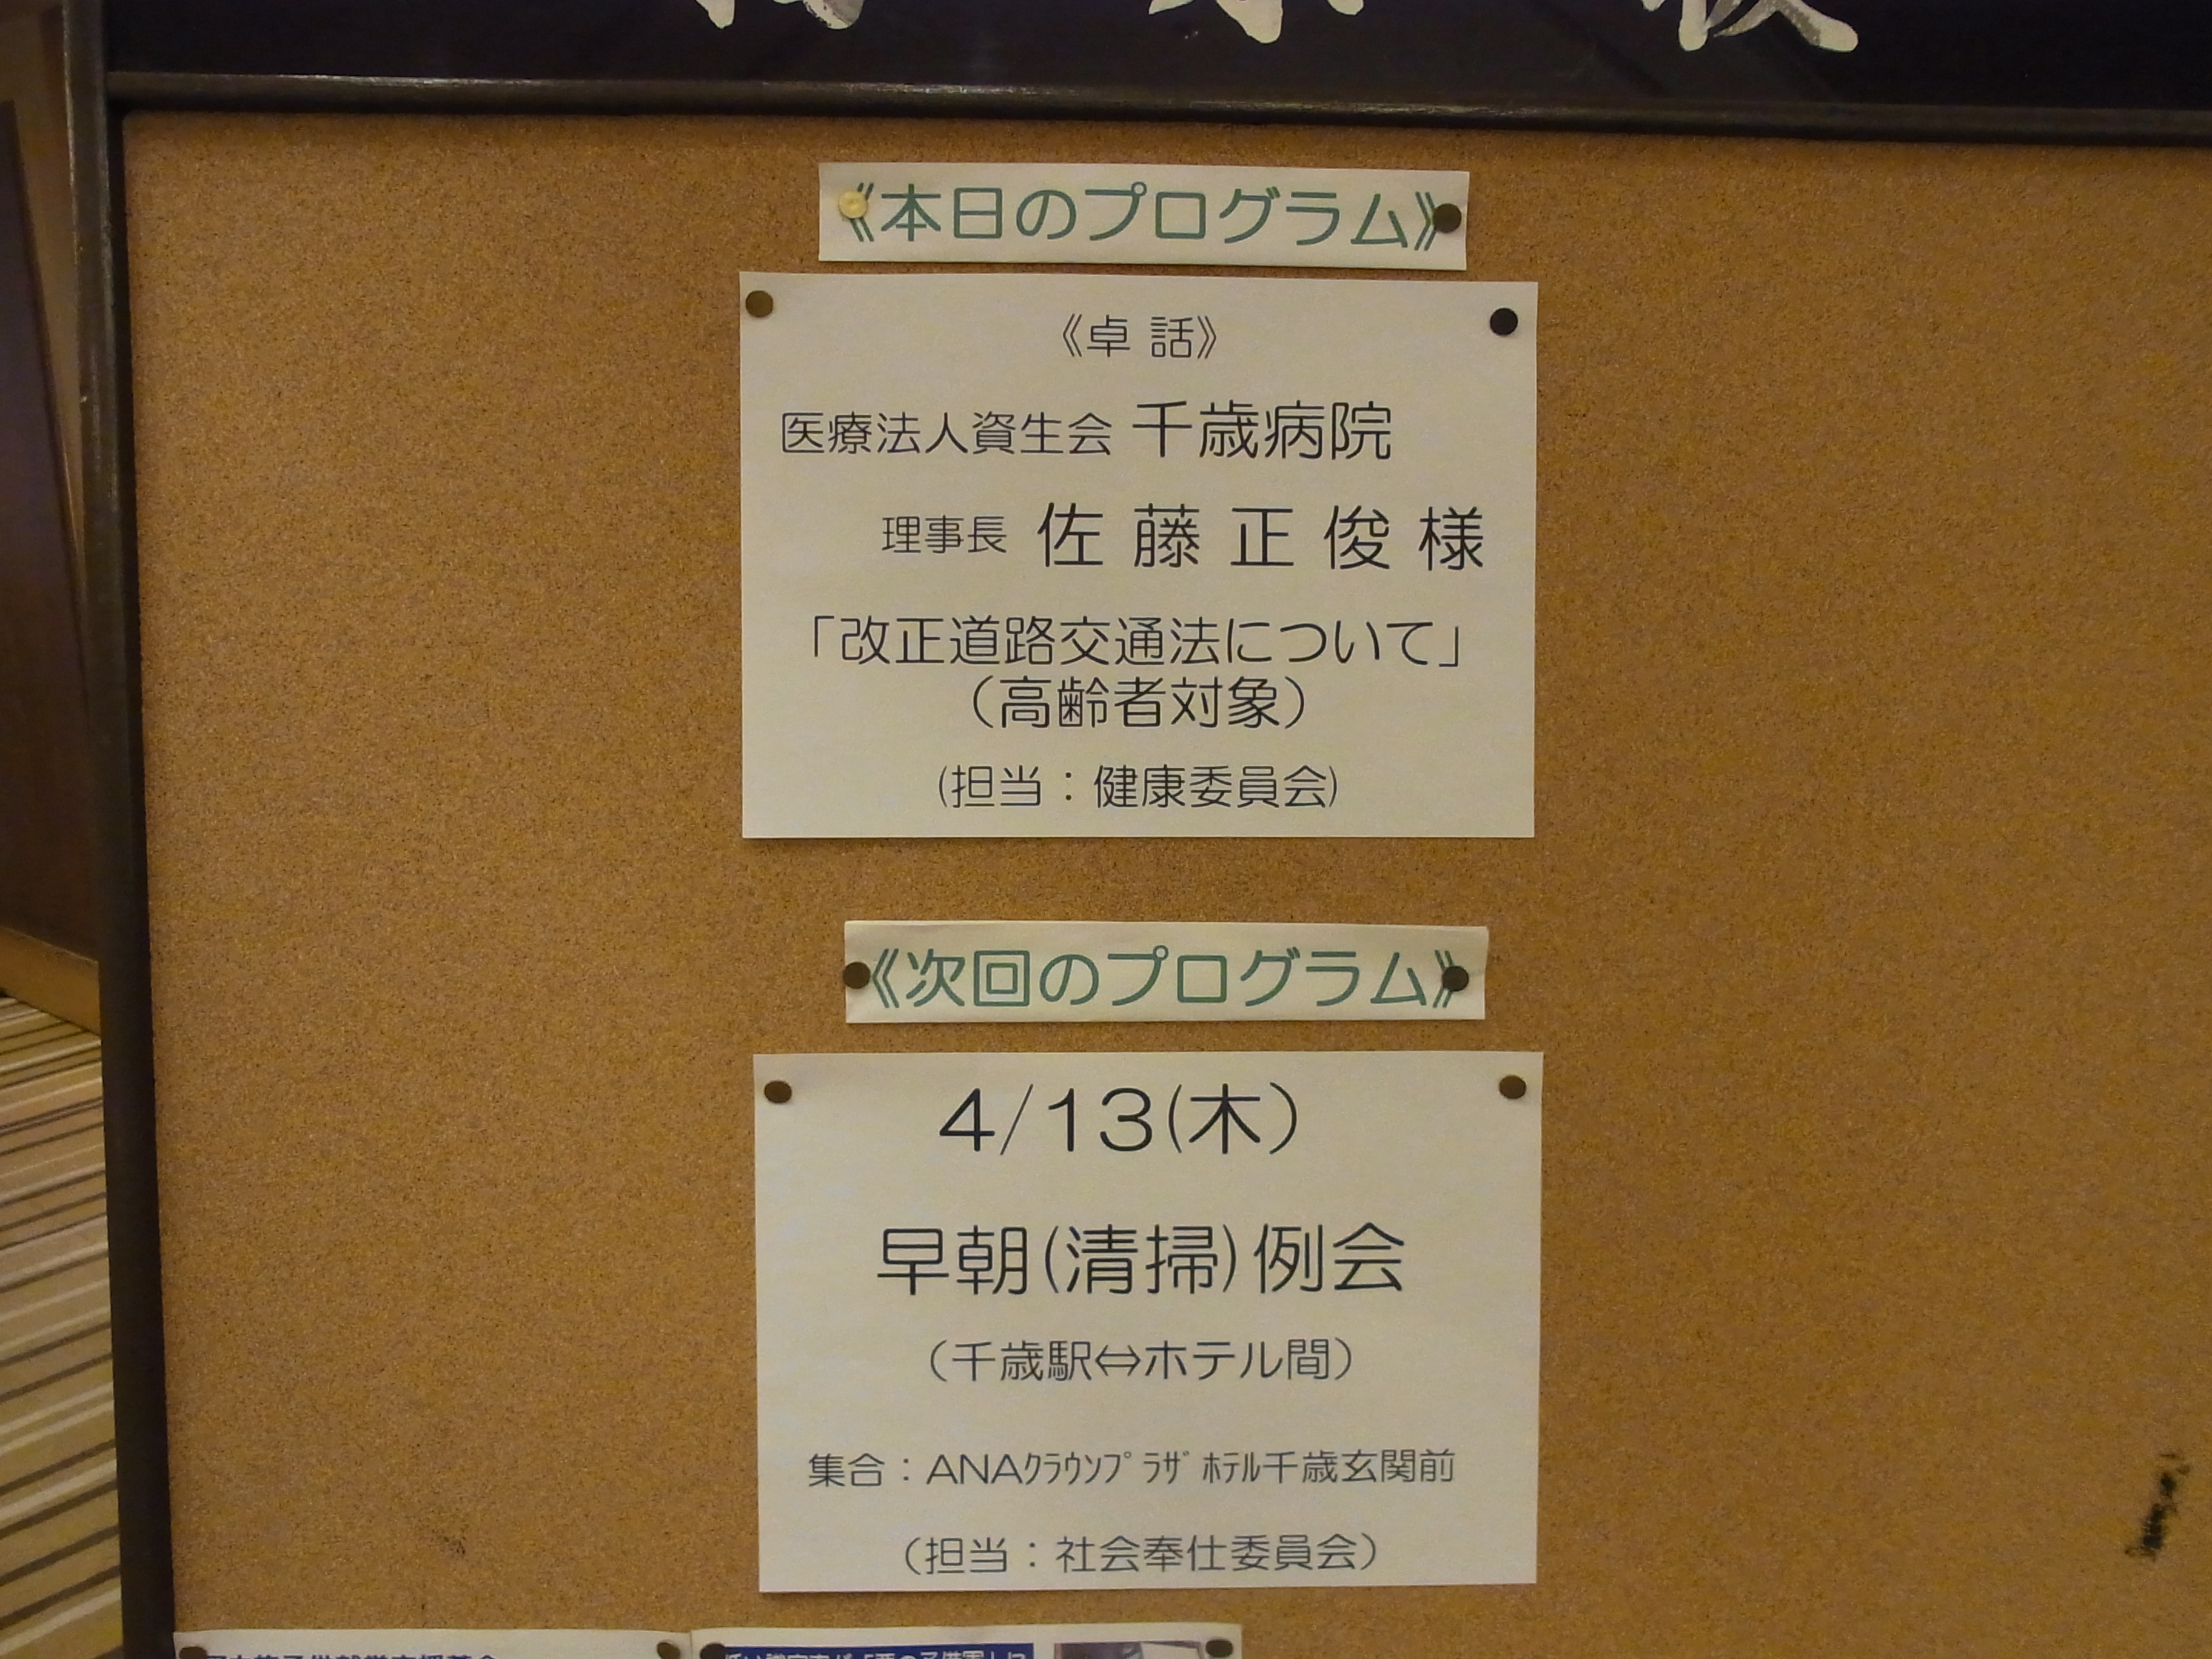 《本日のプログラム》
《卓 話》
医療法人資生会 千歳病院
理事長 佐 藤 正 俊 様
「改正道路交通法について」
（高齢者対象）
(担当：健康委員会)
《次回のプログラム》
4/13(木）
早朝(清掃)例会
（千歳駅⇔ホテル間）
集合：ANAｸﾗｳﾝﾌﾟﾗｻﾞﾎﾃﾙ千歳玄関前
（担当：社会奉仕委員会）